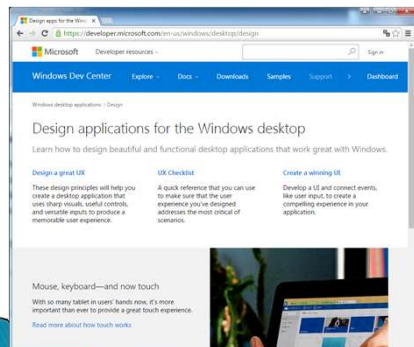 Design apps for the Wind
https://developer.microsoft.com/en-us/windows/desktop/design
Microsoft Developer resources Sign in
Windows Dev Center Explore Docs Downloads Samples Support Dashboard
Windows desktop applications Design
Design applications for the Windows desktop
Learn how to design beautiful and functional desktop applications that work great with Windows.
Design a great UX
These design principles will help you
create a desktop application that
uses sharp visuals, useful controls,
and versatile inputs to produce a
memorable user experience.
UX Checklist
A quick reference that you can use
to make sure that the user
experience you've designed
addresses the most critical of
scenarios.
Create a winning UI
Develop a UI and connect events,
like user input, to create a
compelling experience in your
application.
Mouse, keyboard—and now touch
With so many tablet in users' hands now, it's more
important than ever to provide a great touch experience.
Read more about how touch works